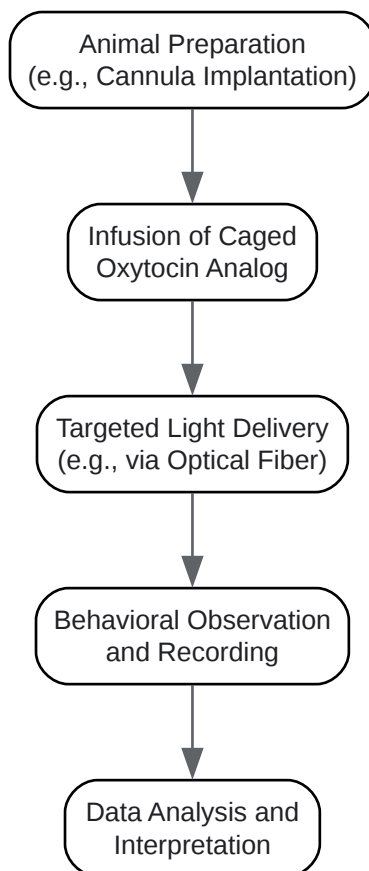 Animal Preparation
(e.g., Cannula Implantation)
Infusion of Caged
Oxytocin Analog
Targeted Light Delivery
(e.g., via Optical Fiber)
Behavioral Observation
and Recording
Data Analysis and
Interpretation